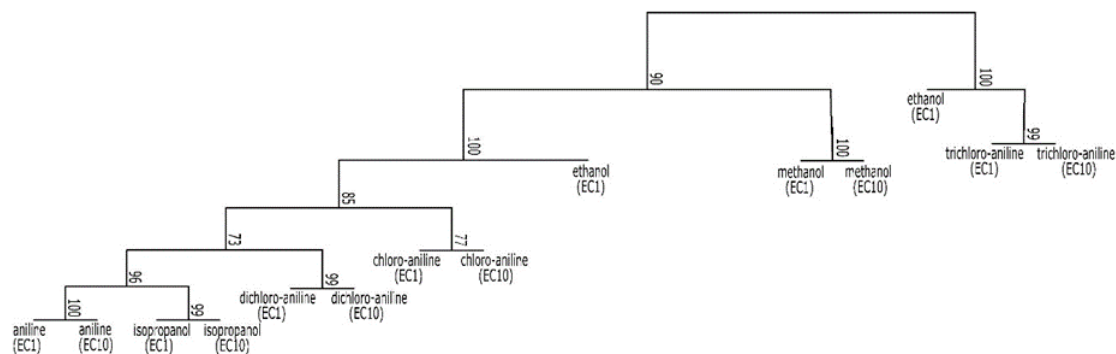 100
90
ethanol
(EC1)
99
trichloro-aniline
(EC1)
trichloro-aniline
(EC10)
100
methanol
(EC1)
methanol
(EC10)
100
ethanol
(EC1)
85
77
chloro-aniline
(EC1)
chloro-aniline
(EC10)
73
99
dichloro-aniline
(EC1)
dichloro-aniline
(EC10)
96
100
99
aniline
(EC1)
aniline
(EC10)
isopropanol
(EC1)
isopropanol
(EC10)